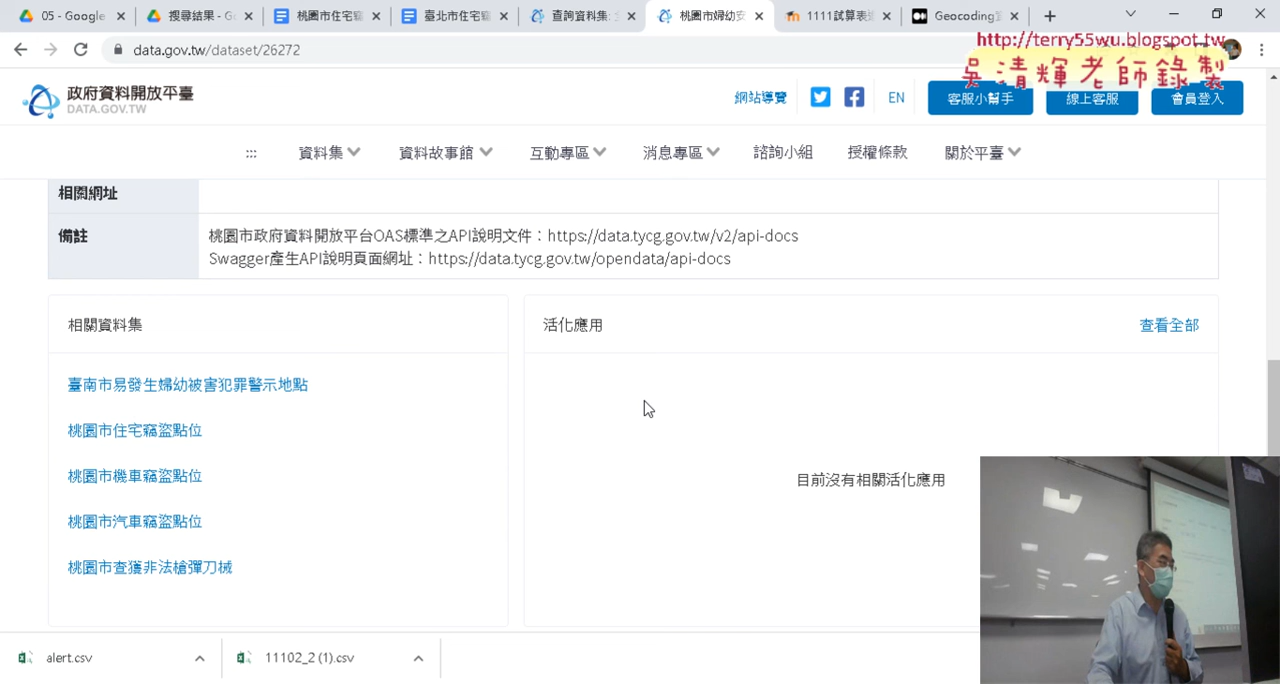 05 - Google
搜尋結果 - G
桃園市住宅竊
臺北市住宅竊
查詢資料集:
桃園市婦幼安
1111試算表
Geocoding
data.gov.tw/dataset/26272
http://terry55wu.blogspot.tw
吳清輝老師錄製
政府資料開放平臺
DATA.GOV.TW
網站導覽
EN
客服小幫手
線上客服
會員登入
:::
資料集
資料故事館
互動專區
消息專區
諮詢小組
授權條款
關於平臺
相關網址
備註
桃園市政府資料開放平台OAS標準之API說明文件：https://data.tycg.gov.tw/v2/api-docs
Swagger產生API說明頁面網址：https://data.tycg.gov.tw/opendata/api-docs
相關資料集
臺南市易發生婦幼被害犯罪警示地點
桃園市住宅竊盜點位
桃園市機車竊盜點位
桃園市汽車竊盜點位
桃園市查獲非法槍彈刀械
活化應用
查看全部
目前沒有相關活化應用
alert.csv
11102_2 (1).csv